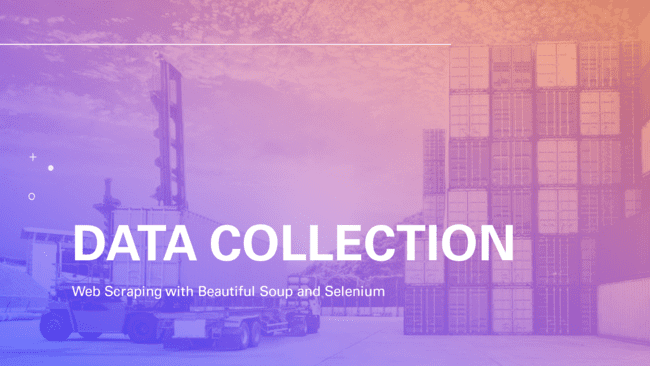 DATA COLLECTION
Web Scraping with Beautiful Soup and Selenium